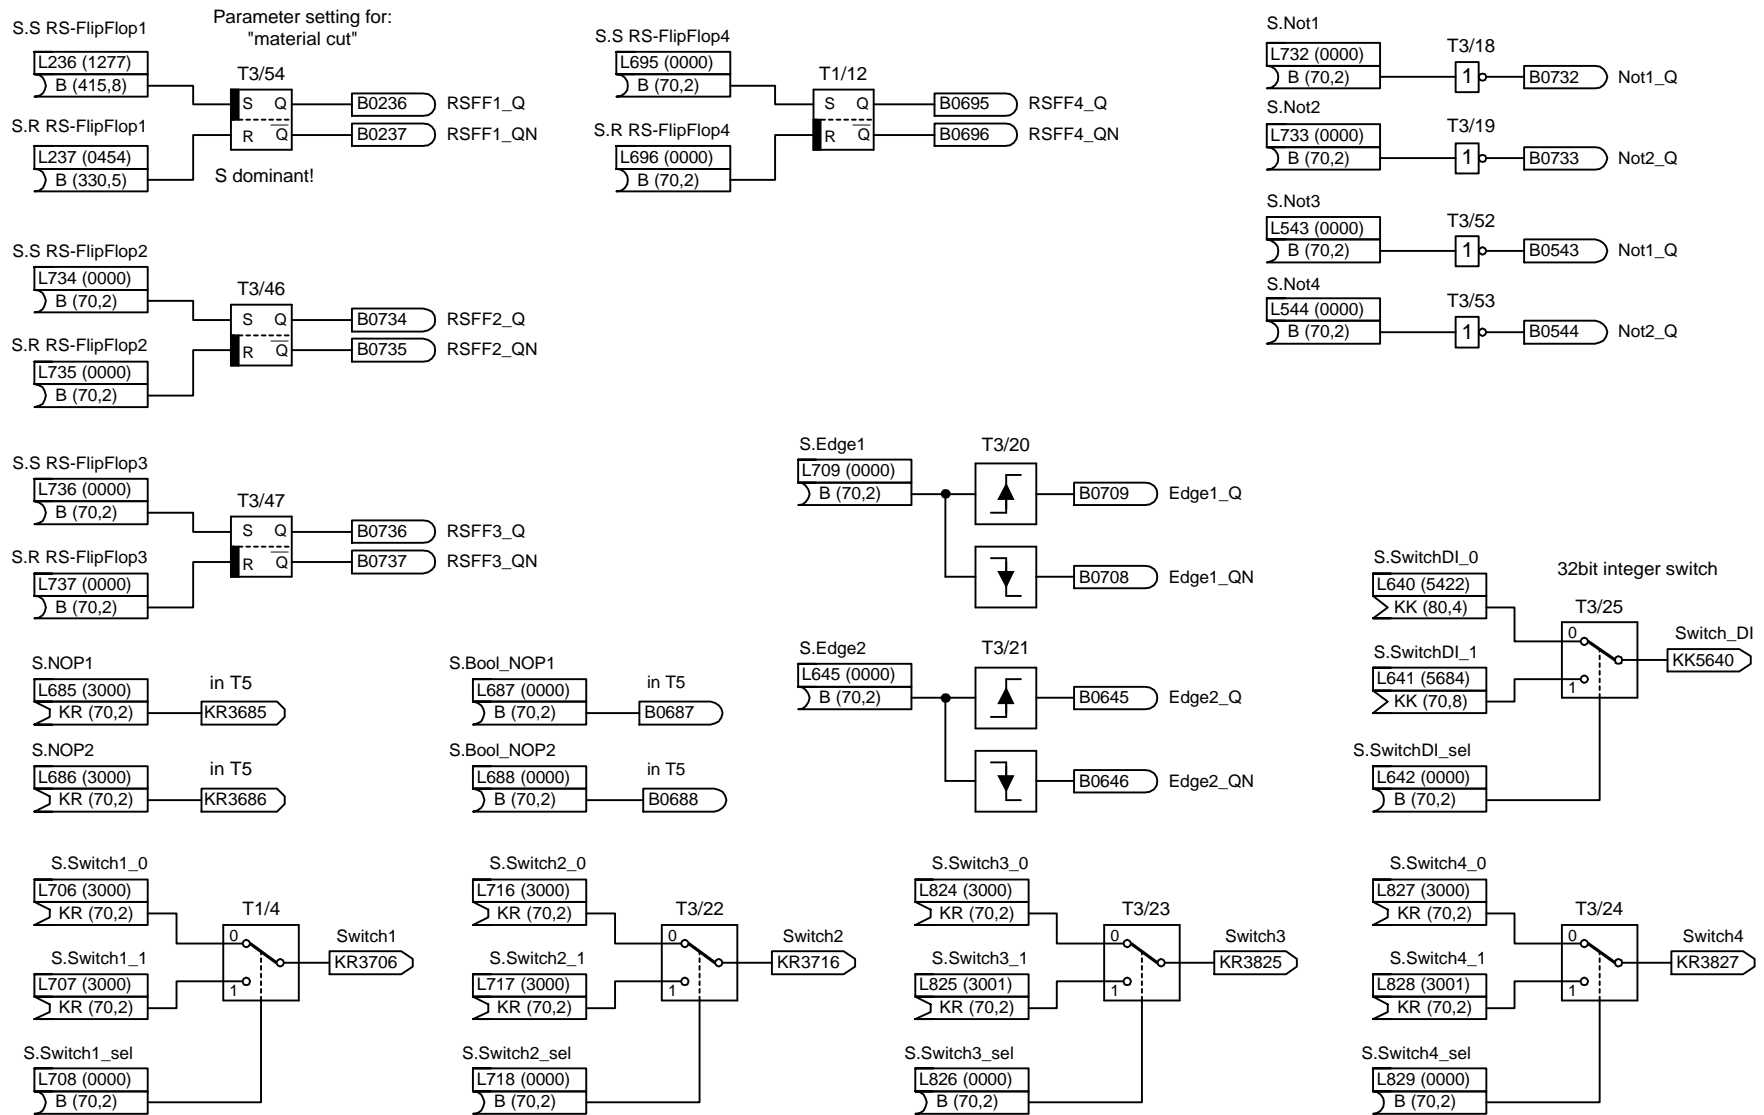 S.S RS-FlipFlop1
Parameter setting for:
"material cut"
L236 (1277)
B (415,8)
T3/54
S Q
R Q
B0236 RSFF1_Q
B0237 RSFF1_QN
S.R RS-FlipFlop1
L237 (0454)
B (330,5)
S dominant!
S.S RS-FlipFlop4
L695 (0000)
B (70,2)
T1/12
S Q
R Q
B0695 RSFF4_Q
B0696 RSFF4_QN
S.R RS-FlipFlop4
L696 (0000)
B (70,2)
S.Not1
L732 (0000)
B (70,2)
T3/18
1
B0732 Not1_Q
S.Not2
L733 (0000)
B (70,2)
T3/19
1
B0733 Not2_Q
S.Not3
L543 (0000)
B (70,2)
T3/52
1
B0543 Not1_Q
S.Not4
L544 (0000)
B (70,2)
T3/53
1
B0544 Not2_Q
S.S RS-FlipFlop2
L734 (0000)
B (70,2)
T3/46
S Q
R Q
B0734 RSFF2_Q
B0735 RSFF2_QN
S.R RS-FlipFlop2
L735 (0000)
B (70,2)
S.S RS-FlipFlop3
L736 (0000)
B (70,2)
T3/47
S Q
R Q
B0736 RSFF3_Q
B0737 RSFF3_QN
S.R RS-FlipFlop3
L737 (0000)
B (70,2)
S.Edge1
L709 (0000)
B (70,2)
T3/20
B0709 Edge1_Q
B0708 Edge1_QN
S.Edge2
L645 (0000)
B (70,2)
T3/21
B0645 Edge2_Q
B0646 Edge2_QN
S.SwitchDI_0
L640 (5422)
KK (80,4)
32bit integer switch
T3/25
0
1
Switch_DI
KK5640
S.SwitchDI_1
L641 (5684)
KK (70,8)
S.SwitchDI_sel
L642 (0000)
B (70,2)
S.NOP1
L685 (3000)
KR (70,2)
in T5
KR3685
S.NOP2
L686 (3000)
KR (70,2)
in T5
KR3686
S.Bool_NOP1
L687 (0000)
B (70,2)
in T5
B0687
S.Bool_NOP2
L688 (0000)
B (70,2)
in T5
B0688
S.Switch1_0
L706 (3000)
KR (70,2)
T1/4
0
1
Switch1
KR3706
S.Switch1_1
L707 (3000)
KR (70,2)
S.Switch1_sel
L708 (0000)
B (70,2)
S.Switch2_0
L716 (3000)
KR (70,2)
T3/22
0
1
Switch2
KR3716
S.Switch2_1
L717 (3000)
KR (70,2)
S.Switch2_sel
L718 (0000)
B (70,2)
S.Switch3_0
L824 (3000)
KR (70,2)
T3/23
0
1
Switch3
KR3825
S.Switch3_1
L825 (3001)
KR (70,2)
S.Switch3_sel
L826 (0000)
B (70,2)
S.Switch4_0
L827 (3000)
KR (70,2)
T3/24
0
1
Switch4
KR3827
S.Switch4_1
L828 (3001)
KR (70,2)
S.Switch4_sel
L829 (0000)
B (70,2)